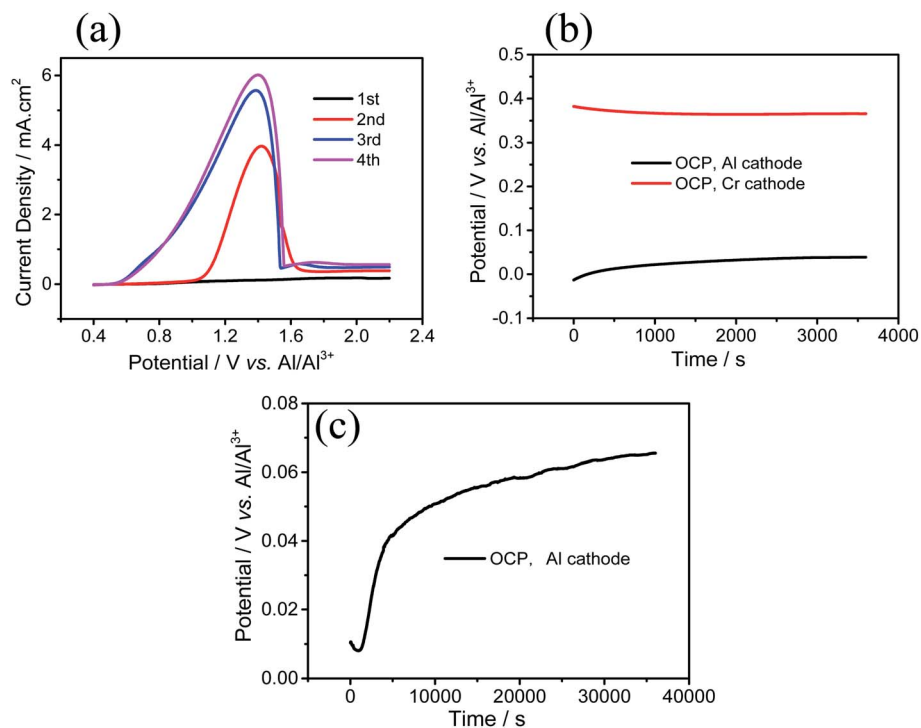 (a)
Current Density / mA.cm²
6
4
2
0
1st
2nd
3rd
4th
0.4 0.8 1.2 1.6 2.0 2.4
Potential / V vs. Al/Al³⁺
(b)
Potential / V vs. Al/Al³⁺
0.5
0.4
0.3
0.2
0.1
0.0
-0.1
OCP, Al cathode
OCP, Cr cathode
0 1000 2000 3000 4000
Time / s
(c)
Potential / V vs. Al/Al³⁺
0.08
0.06
0.04
0.02
0.00
OCP, Al cathode
0 10000 20000 30000 40000
Time / s